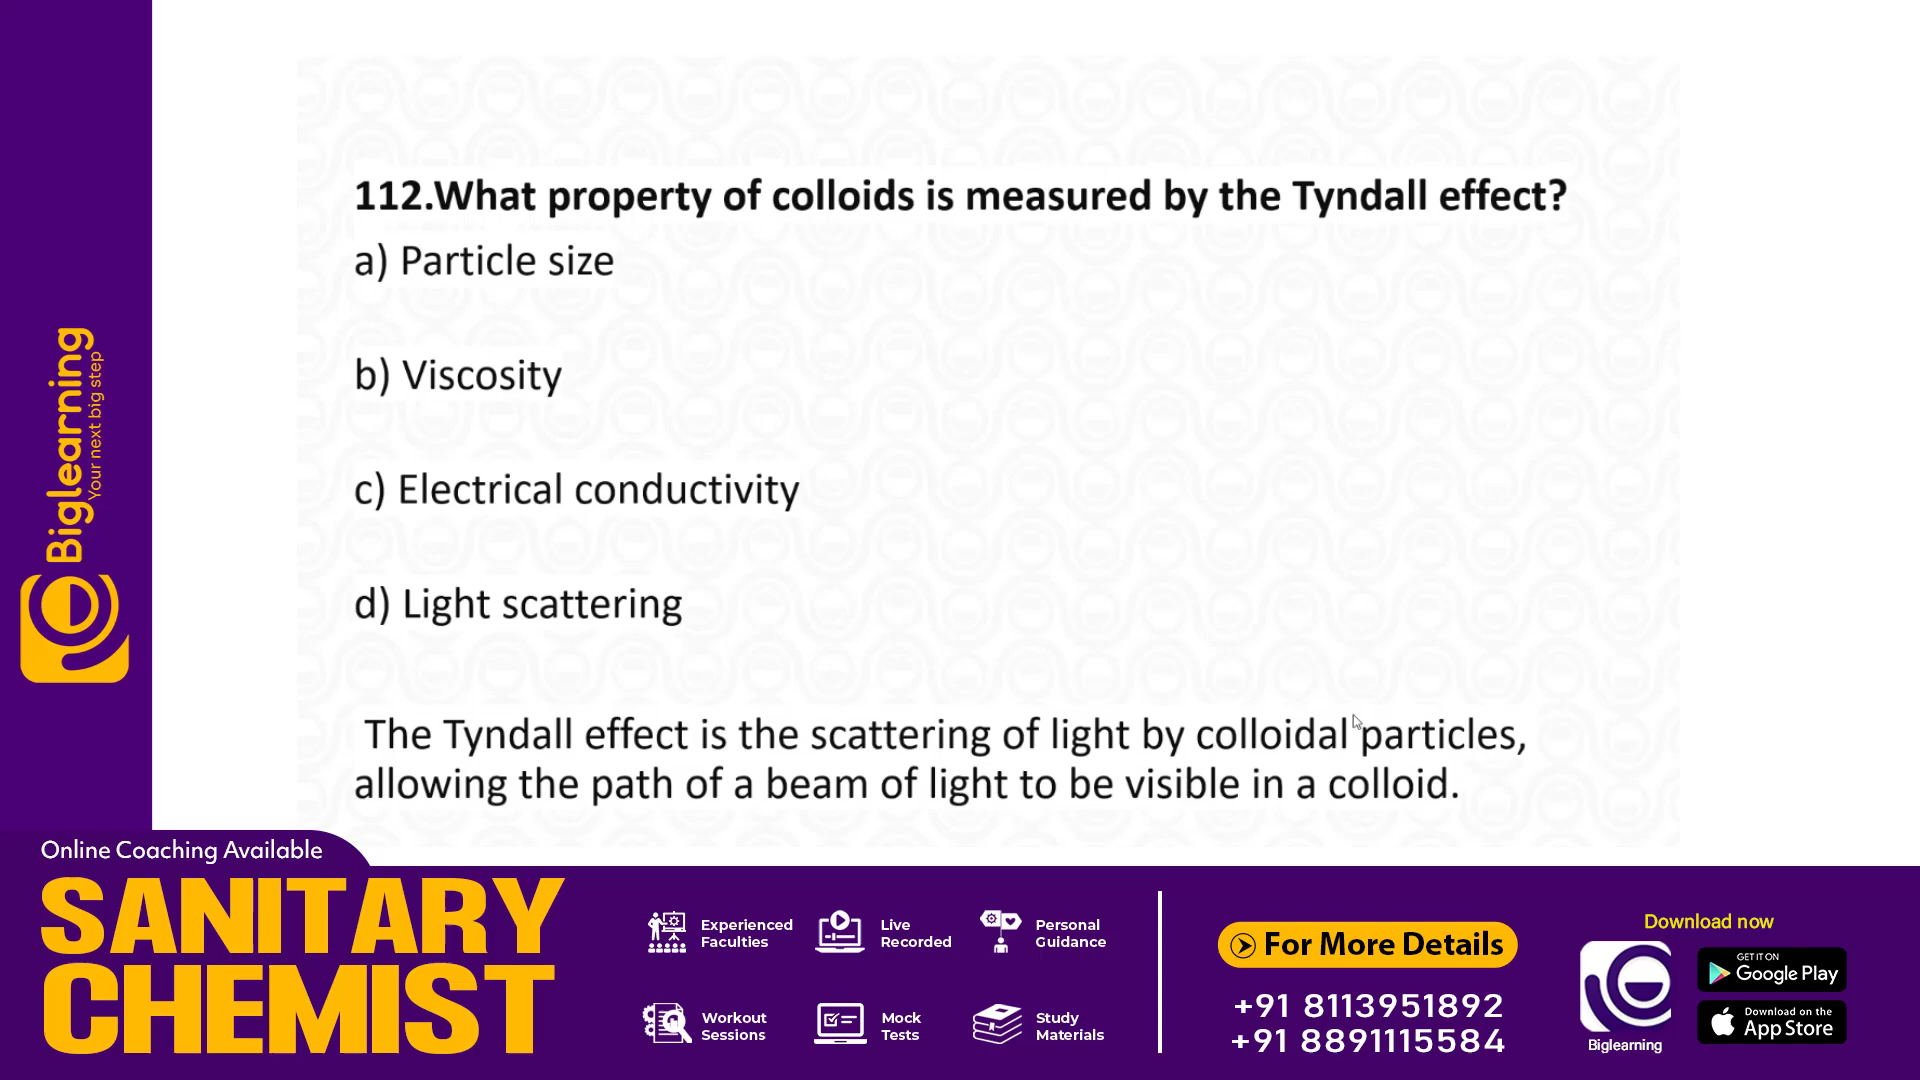 112.What property of colloids is measured by the Tyndall effect?
a) Particle size
b) Viscosity
c) Electrical conductivity
d) Light scattering
The Tyndall effect is the scattering of light by colloidal particles,
allowing the path of a beam of light to be visible in a colloid.
Biglearning
Your next big step
Online Coaching Available
SANITARY
CHEMIST
Experienced
Faculties
Live
Recorded
Personal
Guidance
Workout
Sessions
Mock
Tests
Study
Materials
For More Details
+91 8113951892
+91 8891115584
Download now
Biglearning
GET IT ON
Google Play
Download on the
App Store